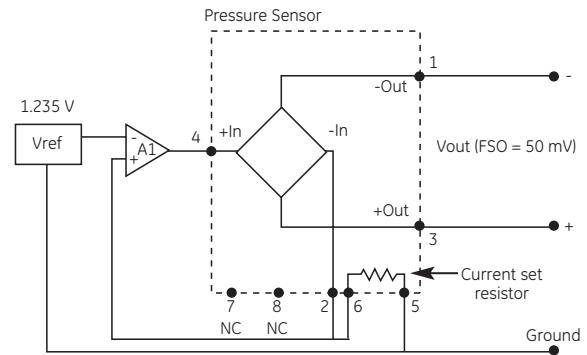 Pressure Sensor
1
-Out
-
1.235 V
Vref
-
+
A1
4
+In
-In
Vout (FSO = 50 mV)
+Out
3
+
Current set
resistor
7
8
2
6
5
NC
NC
Ground